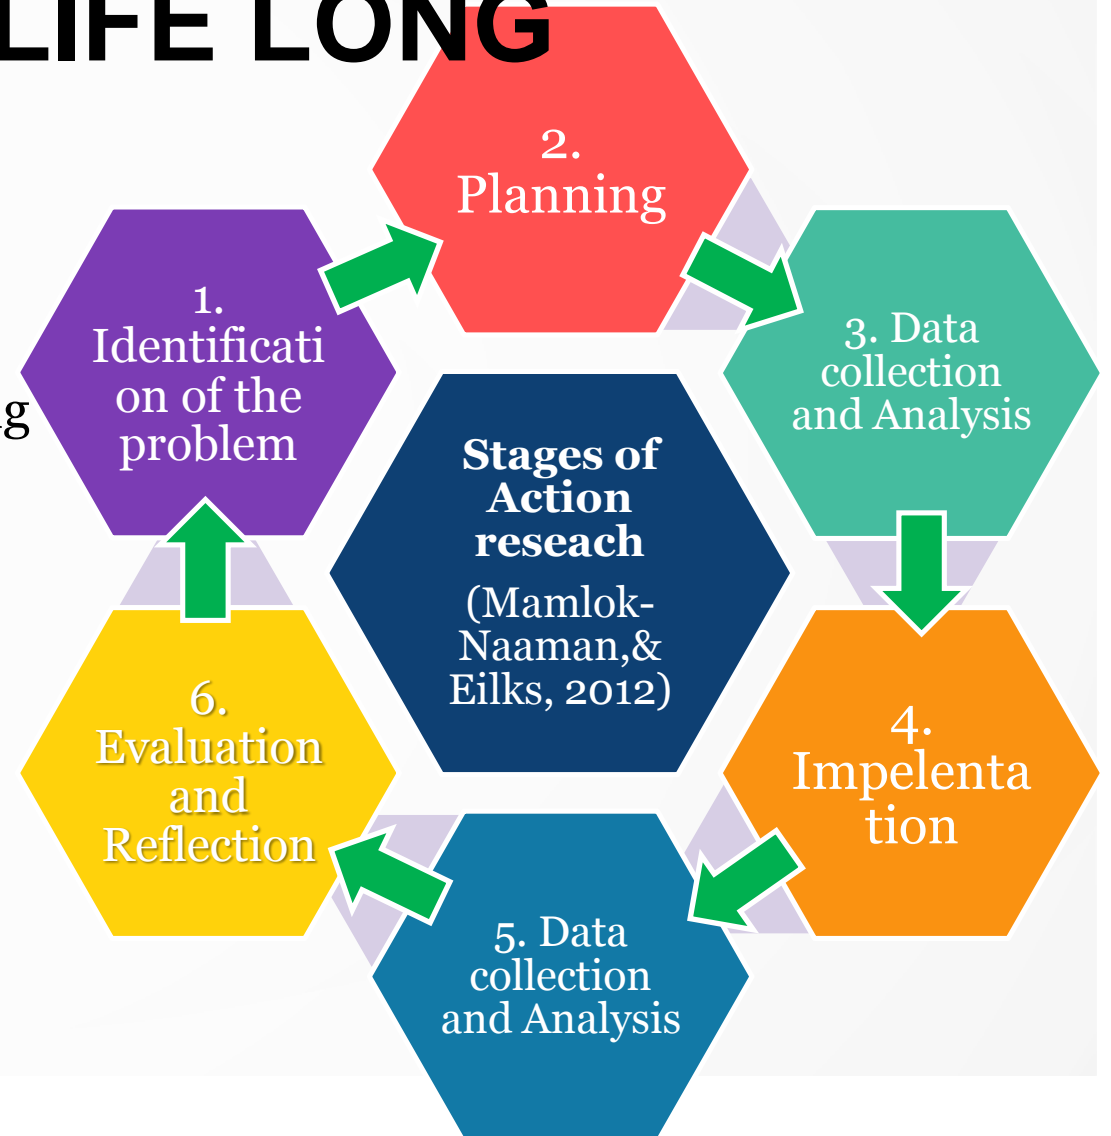 LIFE LONG
2.
Planning
1.
Identificati
on of the
problem
3. Data
collection
and Analysis
Stages of
Action
reseach
(Mamlok-
Naaman,&
Eilks, 2012)
6.
Evaluation
and
Reflection
4.
Impelenta
tion
5. Data
collection
and Analysis